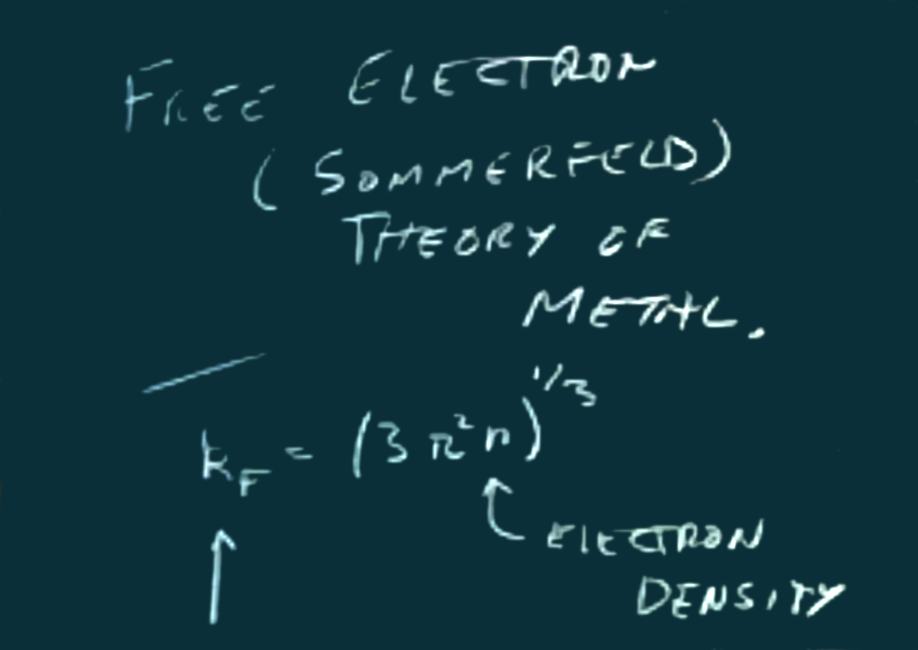 FREE ELECTRON
(SOMMERFELD)
THEORY OF
METAL.
k_F = (3π²n)^{1/3}
ELECTRON
DENSITY